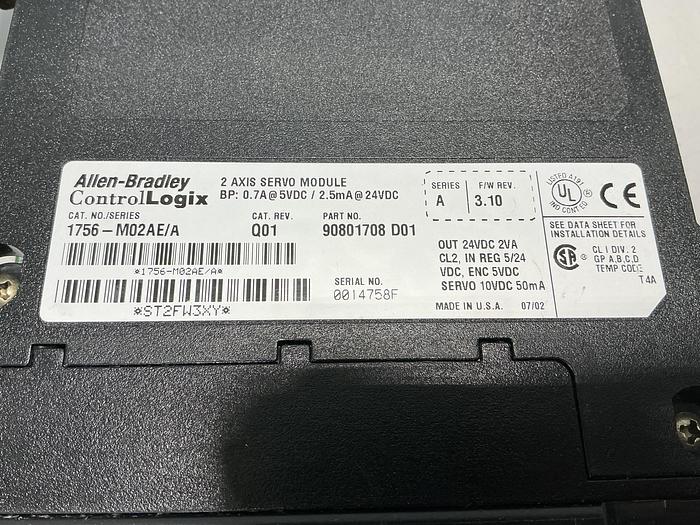 Allen-Bradley
ControlLogix
2 AXIS SERVO MODULE
BP: 0.7A@5VDC / 2.5mA@24VDC
CAT. NO./SERIES
1756-M02AE/A
CAT. REV.
Q01
PART NO.
90801708 D01
*1756-M02AE/A*
*ST2FW3XY*
SERIAL NO.
0014758F
SERIES
A
F/W REV.
3.10
OUT 24VDC 2VA
CL2, IN REG 5/24
VDC, ENC 5VDC
SERVO 10VDC 50mA
MADE IN U.S.A. 07/02
LISTED A191
UL
IND CONT EQ
CE
SEE DATA SHEET FOR
INSTALLATION DETAILS
CL I DIV. 2
GP A,B,C,D
TEMP CODE
T4A